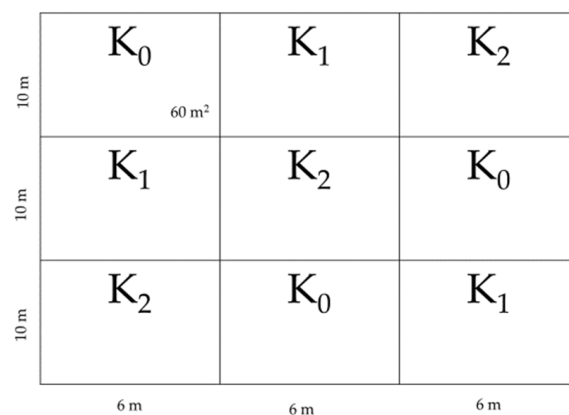 K₀ K₁ K₂
10 m
60 m²
K₁ K₂ K₀
10 m
K₂ K₀ K₁
10 m
6 m 6 m 6 m